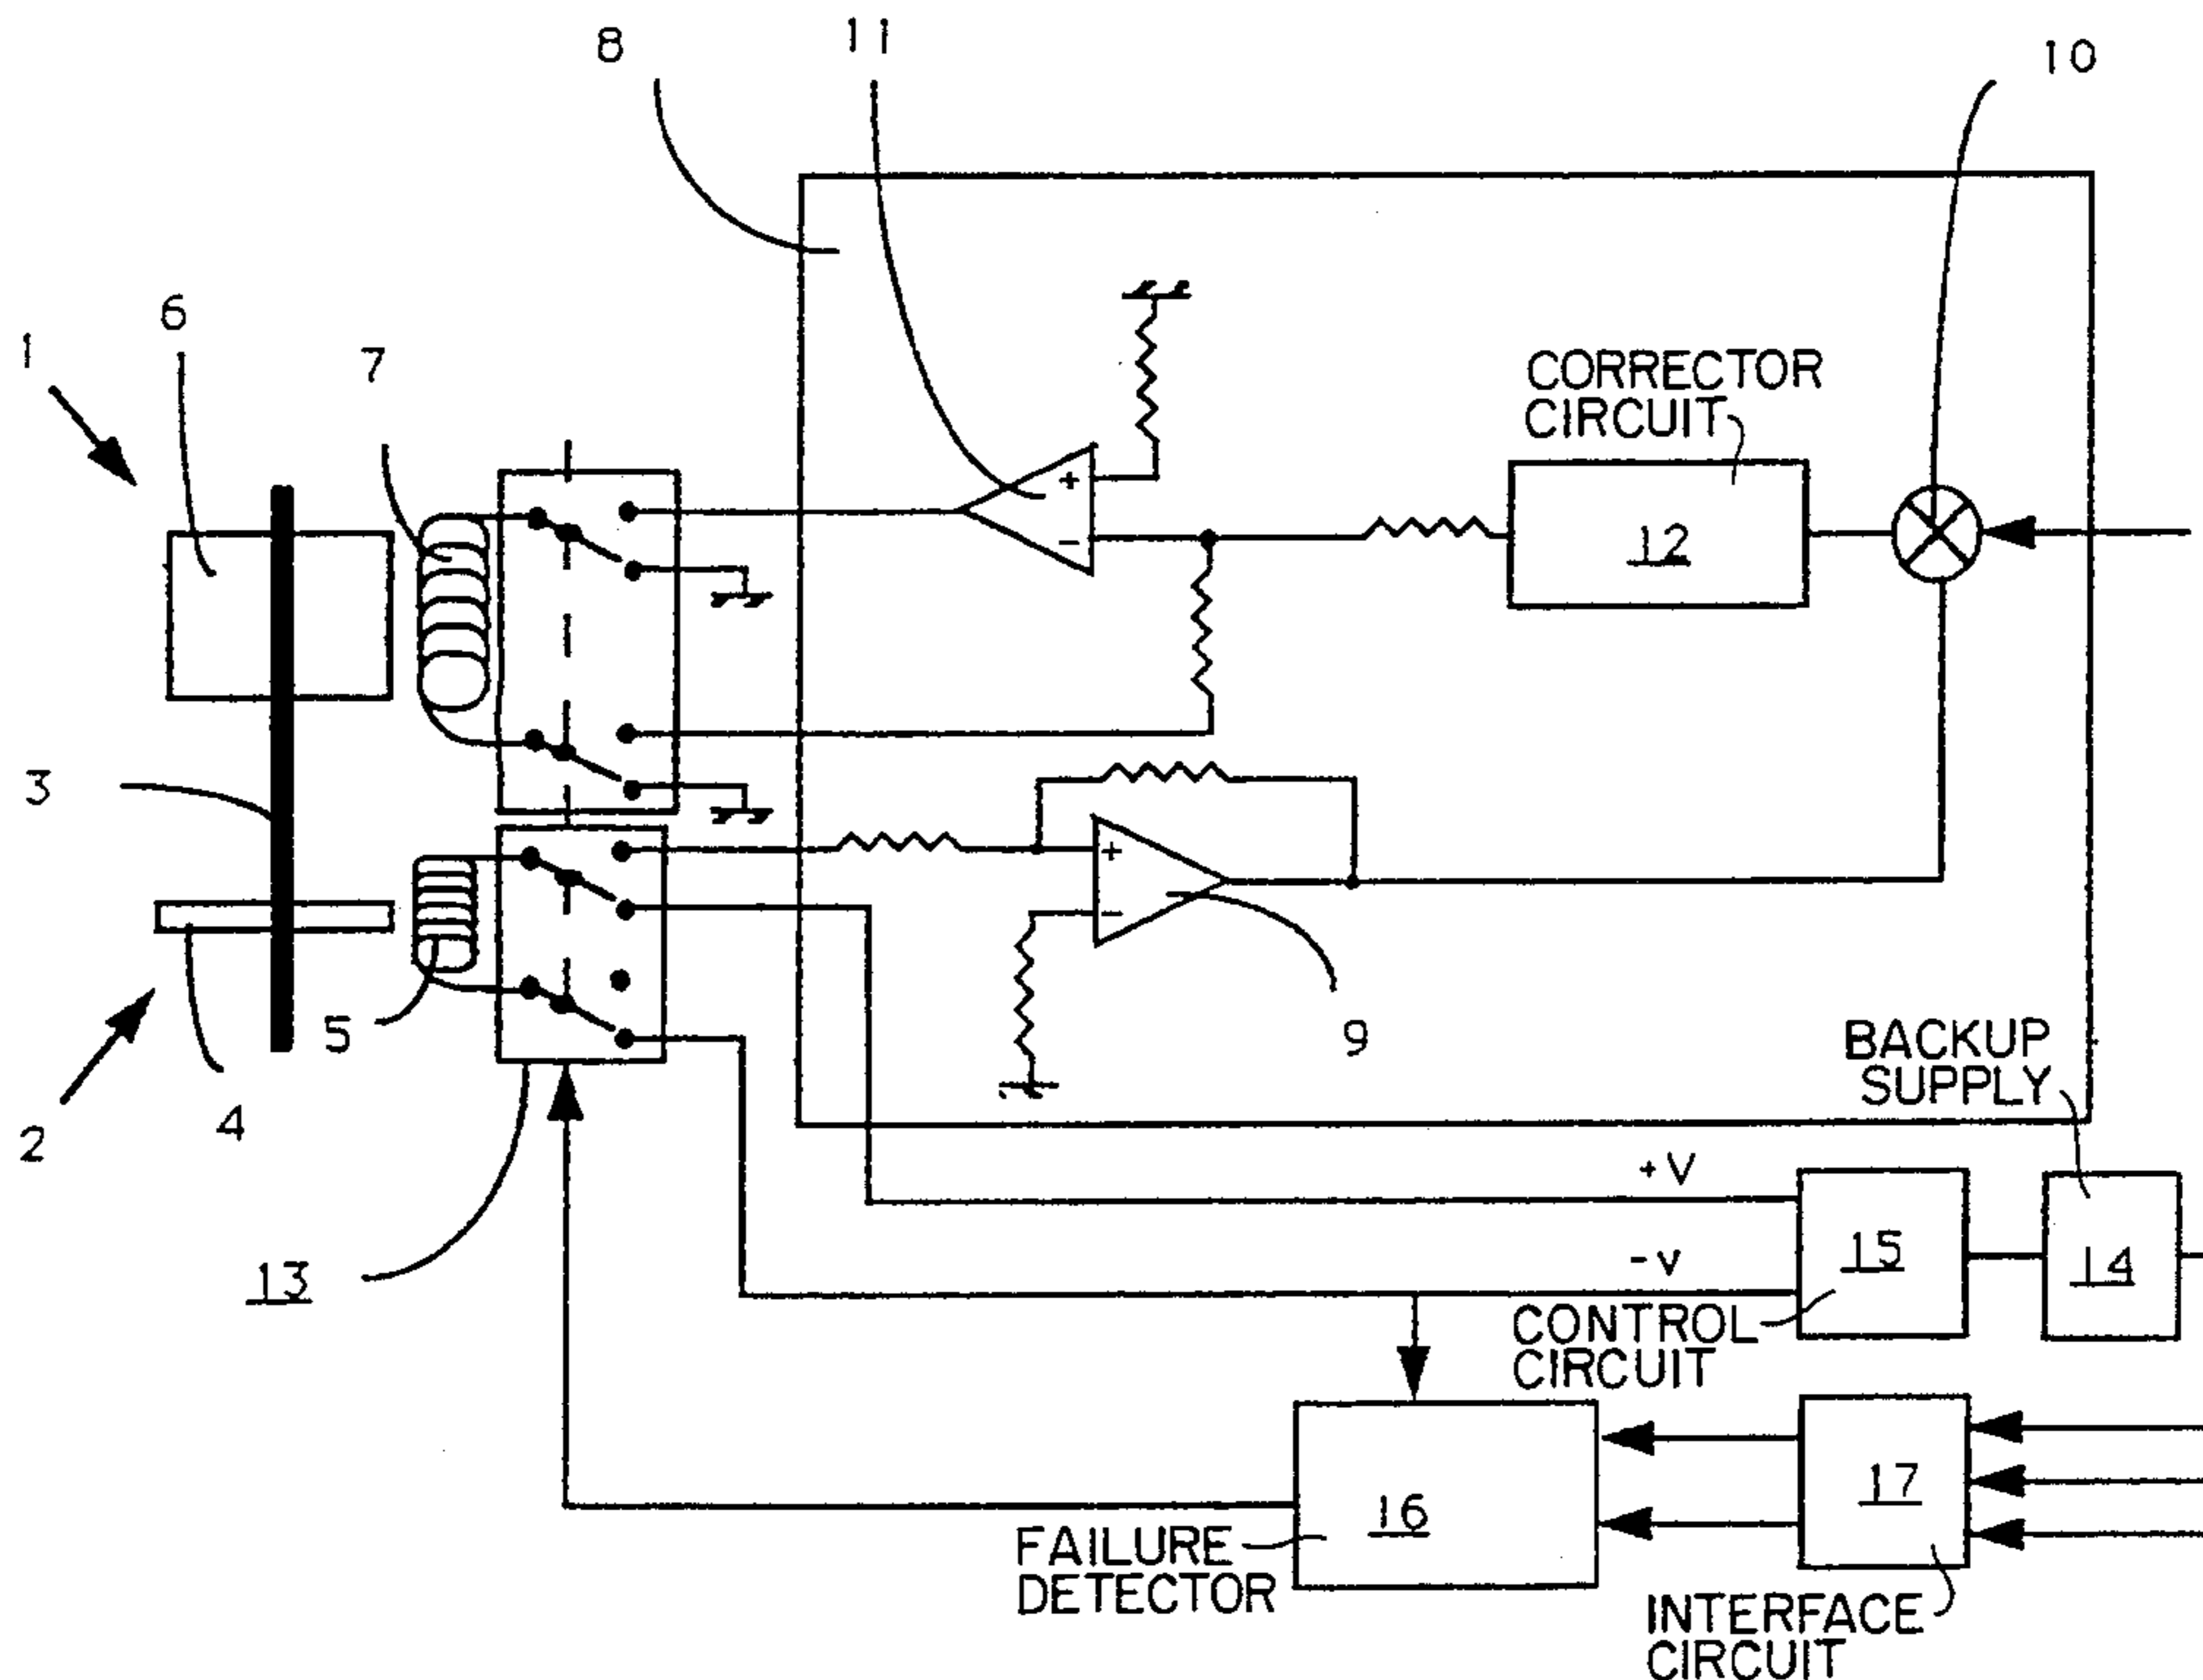 8
11
10
6
1
7
CORRECTOR
CIRCUIT
+
12
-
3
+
-
9
5
4
2
BACKUP
SUPPLY
+V
13
15
14
-v
CONTROL
CIRCUIT
16
17
FAILURE
DETECTOR
INTERFACE
CIRCUIT